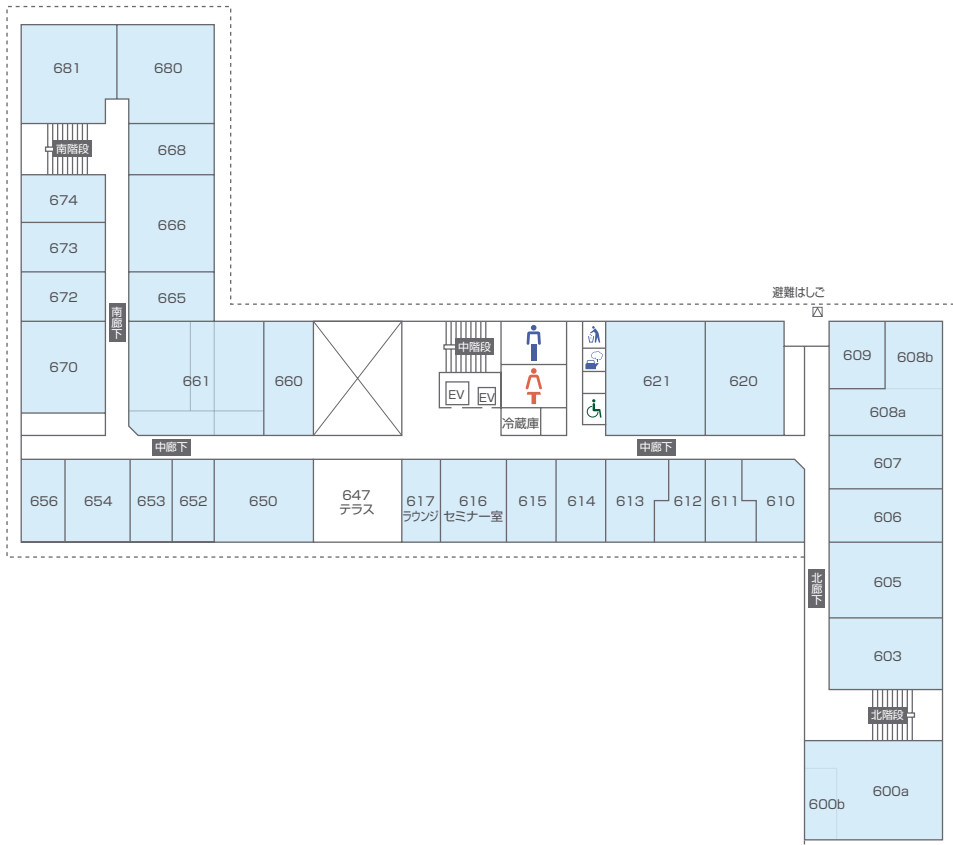 681
680
南階段
668
674
666
673
672
665
南廊下
670
661
660
避難はしご
中階段
EV
EV
冷蔵庫
621
620
609
608b
608a
中廊下
中廊下
607
656
654
653
652
650
647
テラス
617
ラウンジ
616
セミナー室
615
614
613
612
611
610
606
605
北廊下
603
北階段
600a
600b